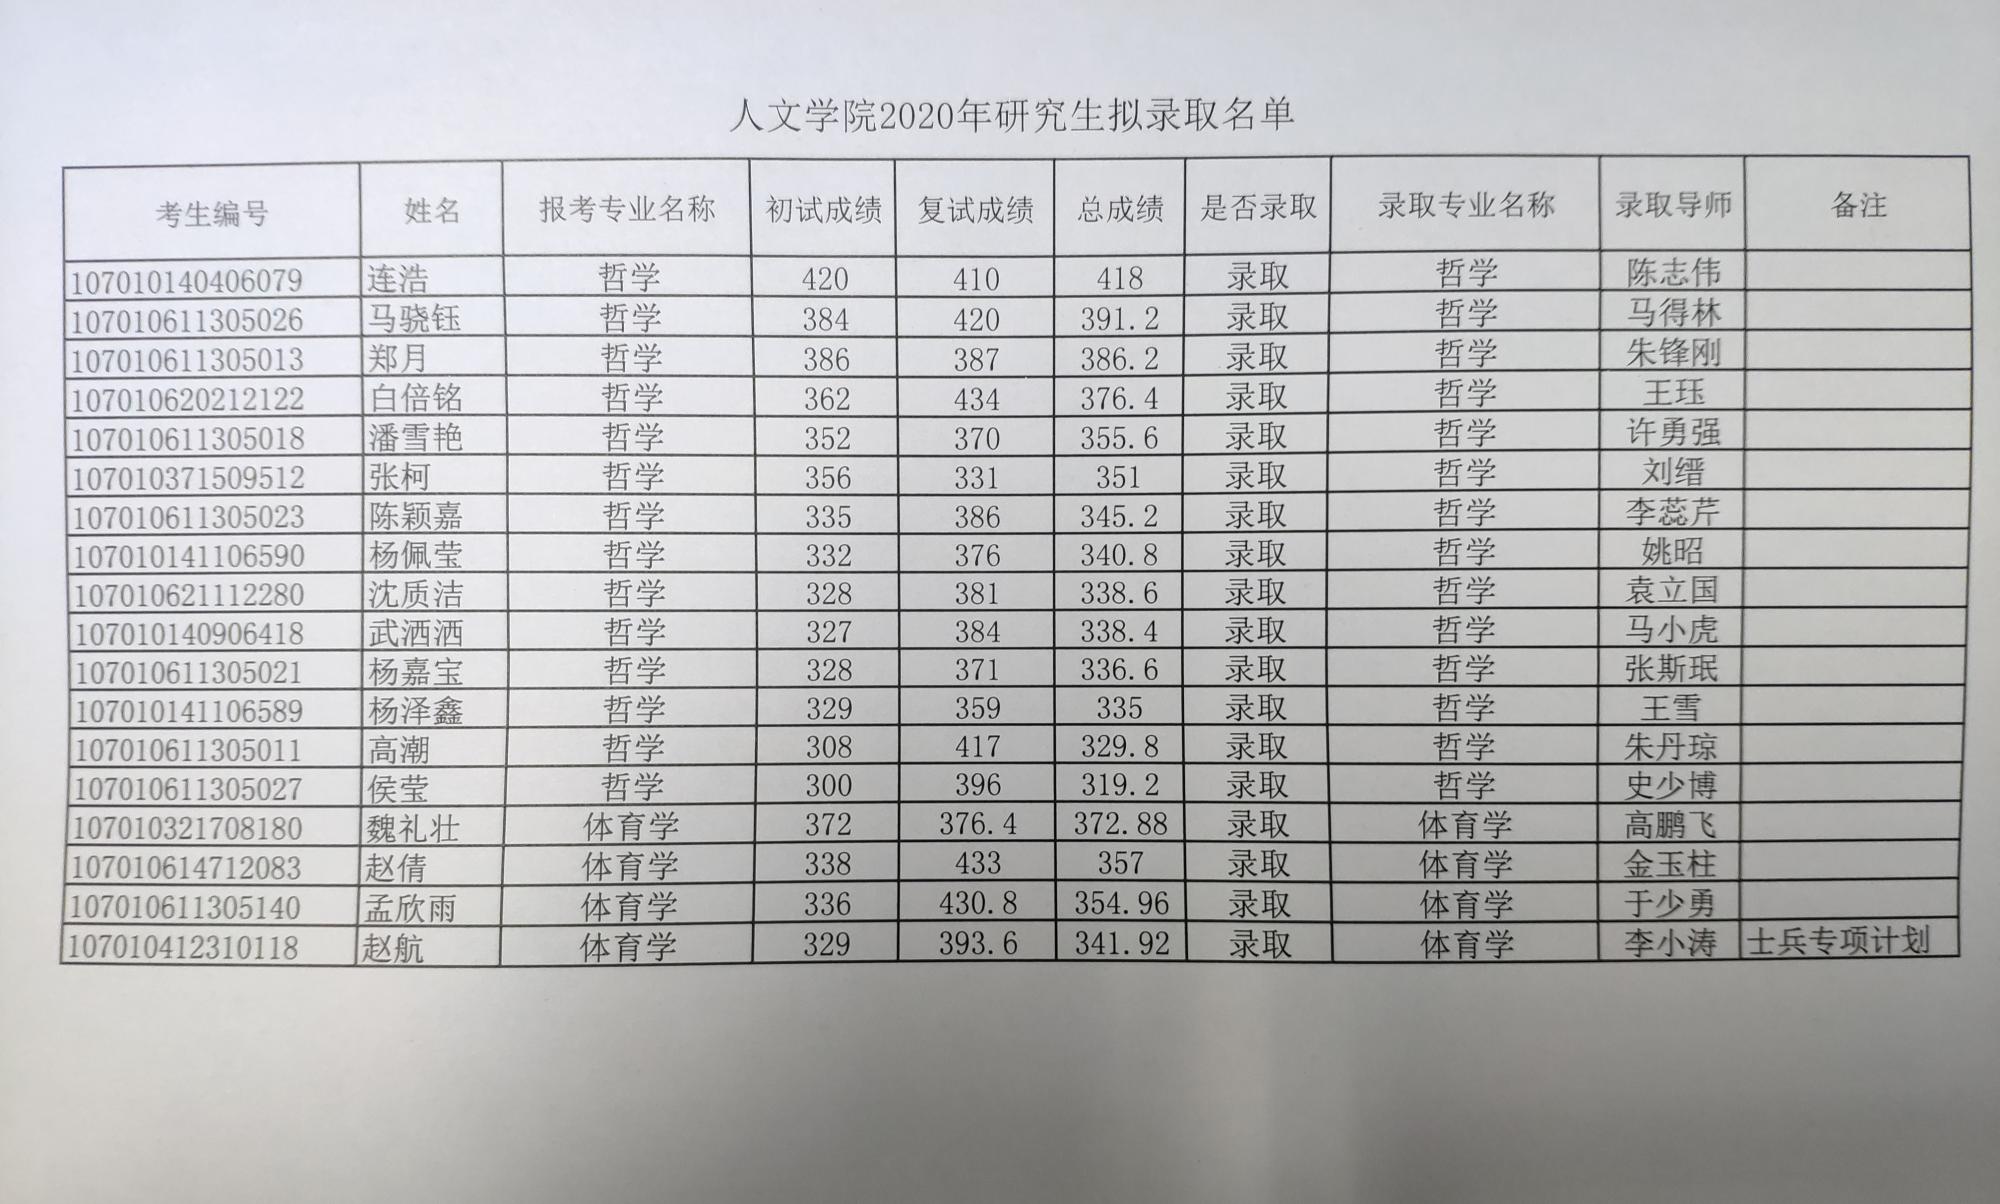 人文学院2020年研究生拟录取名单
考生编号 姓名 报考专业名称 初试成绩 复试成绩 总成绩 是否录取 录取专业名称 录取导师 备注
107010140406079 连浩 哲学 420 410 418 录取 哲学 陈志伟
107010611305026 马骁钰 哲学 384 420 391.2 录取 哲学 马得林
107010611305013 郑月 哲学 386 387 386.2 录取 哲学 朱锋刚
107010620212122 白倍铭 哲学 362 434 376.4 录取 哲学 王珏
107010611305018 潘雪艳 哲学 352 370 355.6 录取 哲学 许勇强
107010371509512 张柯 哲学 356 331 351 录取 哲学 刘缙
107010611305023 陈颖嘉 哲学 335 386 345.2 录取 哲学 李蕊芹
107010141106590 杨佩莹 哲学 332 376 340.8 录取 哲学 姚昭
107010621112280 沈质洁 哲学 328 381 338.6 录取 哲学 袁立国
107010140906418 武洒洒 哲学 327 384 338.4 录取 哲学 马小虎
107010611305021 杨嘉宝 哲学 328 371 336.6 录取 哲学 张斯珉
107010141106589 杨泽鑫 哲学 329 359 335 录取 哲学 王雪
107010611305011 高潮 哲学 308 417 329.8 录取 哲学 朱丹琼
107010611305027 侯莹 哲学 300 396 319.2 录取 哲学 史少博
107010321708180 魏礼壮 体育学 372 376.4 372.88 录取 体育学 高鹏飞
107010614712083 赵倩 体育学 338 433 357 录取 体育学 金玉柱
107010611305140 孟欣雨 体育学 336 430.8 354.96 录取 体育学 于少勇
107010412310118 赵航 体育学 329 393.6 341.92 录取 体育学 李小涛 士兵专项计划